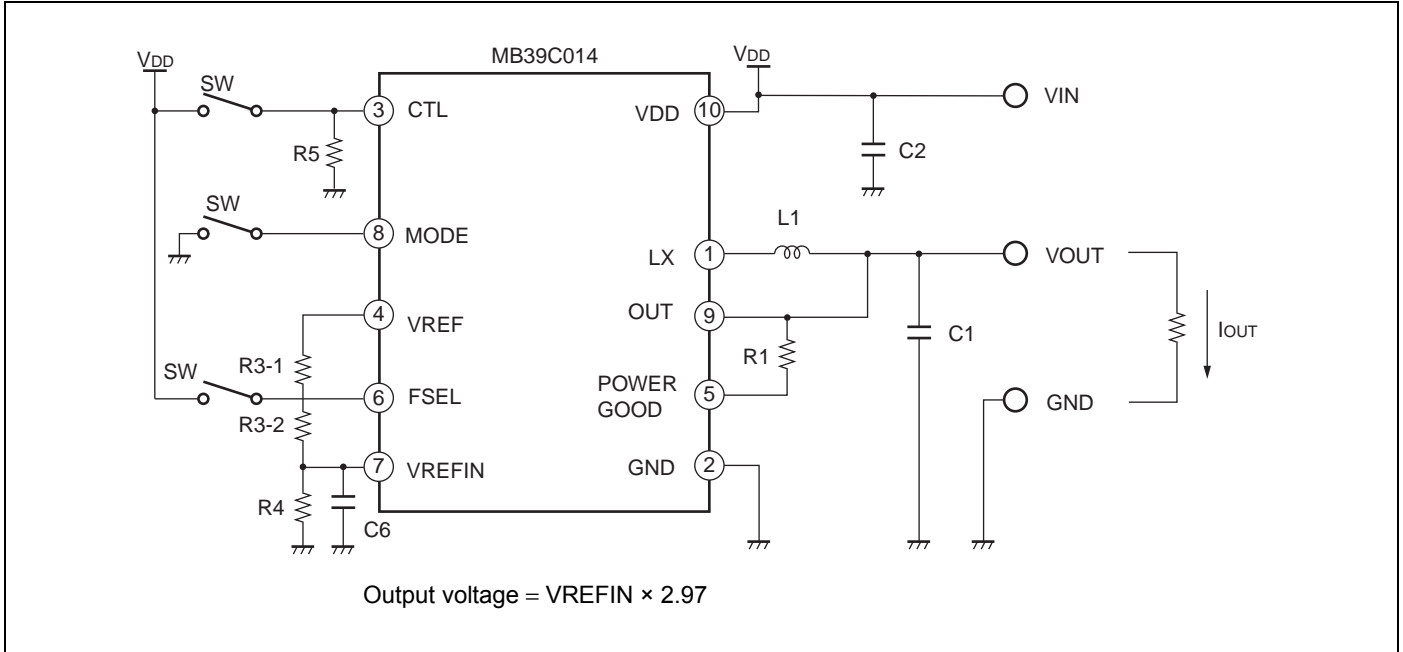 MB39C014
VDD
SW
3
CTL
R5
SW
8
MODE
4
VREF
R3-1
SW
6
FSEL
R3-2
7
VREFIN
R4
C6
VDD
VDD
10
VIN
C2
L1
LX
1
VOUT
OUT
9
R1
C1
IOUT
POWER
GOOD
5
GND
GND
2
Output voltage = VREFIN × 2.97